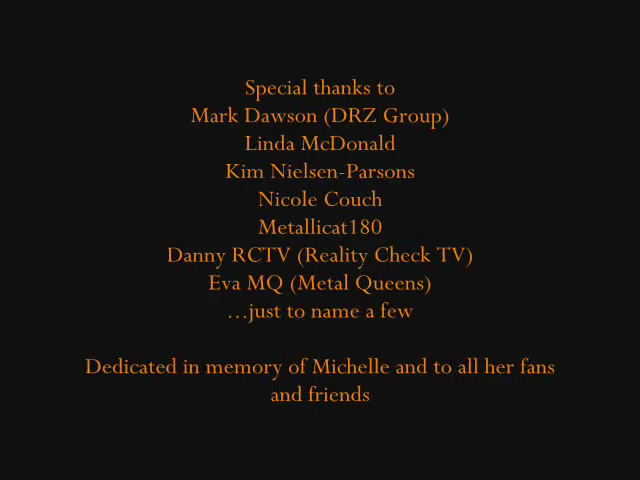 Special thanks to
Mark Dawson (DRZ Group)
Linda McDonald
Kim Nielsen-Parsons
Nicole Couch
Metallicat180
Danny RCTV (Reality Check TV)
Eva MQ (Metal Queens)
...just to name a few
Dedicated in memory of Michelle and to all her fans
and friends